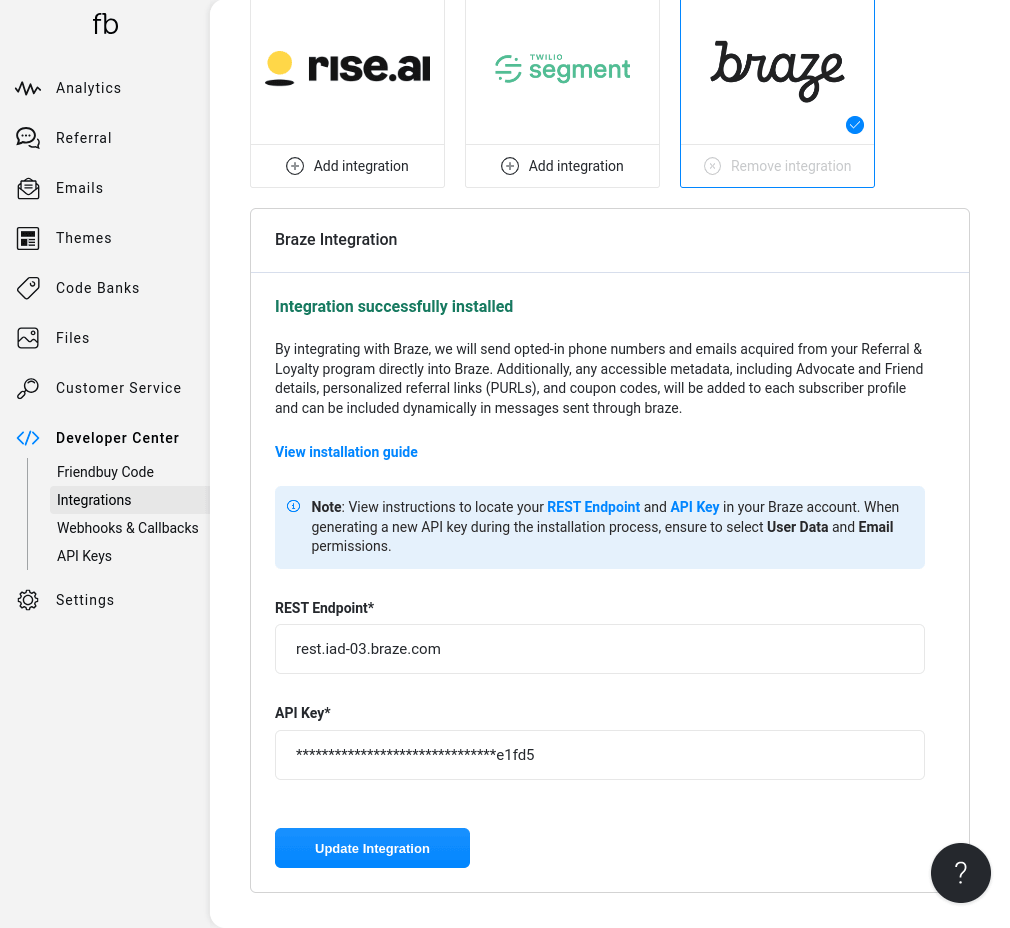 fb
Analytics
Referral
Emails
Themes
Code Banks
Files
Customer Service
Developer Center
Friendbuy Code
Integrations
Webhooks & Callbacks
API Keys
Settings
rise.ai
TWILIO
segment
braze
Add integration
Add integration
Remove integration
Braze Integration
Integration successfully installed
By integrating with Braze, we will send opted-in phone numbers and emails acquired from your Referral &
Loyalty program directly into Braze. Additionally, any accessible metadata, including Advocate and Friend
details, personalized referral links (PURLs), and coupon codes, will be added to each subscriber profile
and can be included dynamically in messages sent through braze.
View installation guide
Note: View instructions to locate your REST Endpoint and API Key in your Braze account. When
generating a new API key during the installation process, ensure to select User Data and Email
permissions.
REST Endpoint*
rest.iad-03.braze.com
API Key*
*******************************e1fd5
Update Integration
?